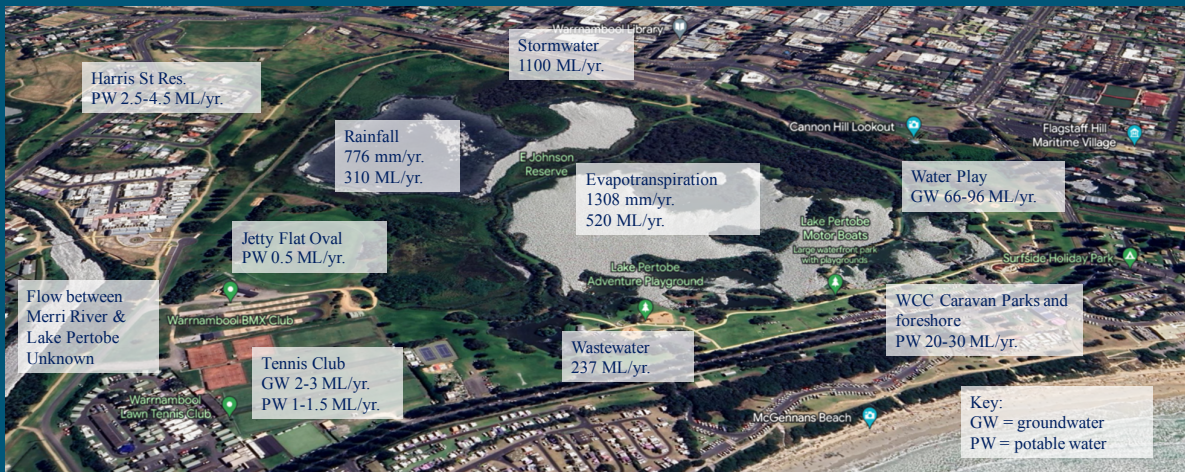 Warrnambool Library
Stormwater
1100 ML/yr.
Harris St Res.
PW 2.5-4.5 ML/yr.
Rainfall
776 mm/yr.
310 ML/yr.
Cannon Hill Lookout
Flagstaff Hill
Maritime Village
E Johnson
Reserve
Evapotranspiration
1308 mm/yr.
520 ML/yr.
Water Play
GW 66-96 ML/yr.
Lake Pertobe
Motor Boats
Large waterfront park
with playgrounds
Jetty Flat Oval
PW 0.5 ML/yr.
Surfside Holiday Park
Lake Pertobe
Adventure Playground
Flow between
Merri River &
Lake Pertobe
Unknown
Warrnambool BMX Club
WCC Caravan Parks and
foreshore
PW 20-30 ML/yr.
Wastewater
237 ML/yr.
Tennis Club
GW 2-3 ML/yr.
PW 1-1.5 ML/yr.
Warrnambool
Lawn Tennis Club
McGennans Beach
Key:
GW = groundwater
PW = potable water